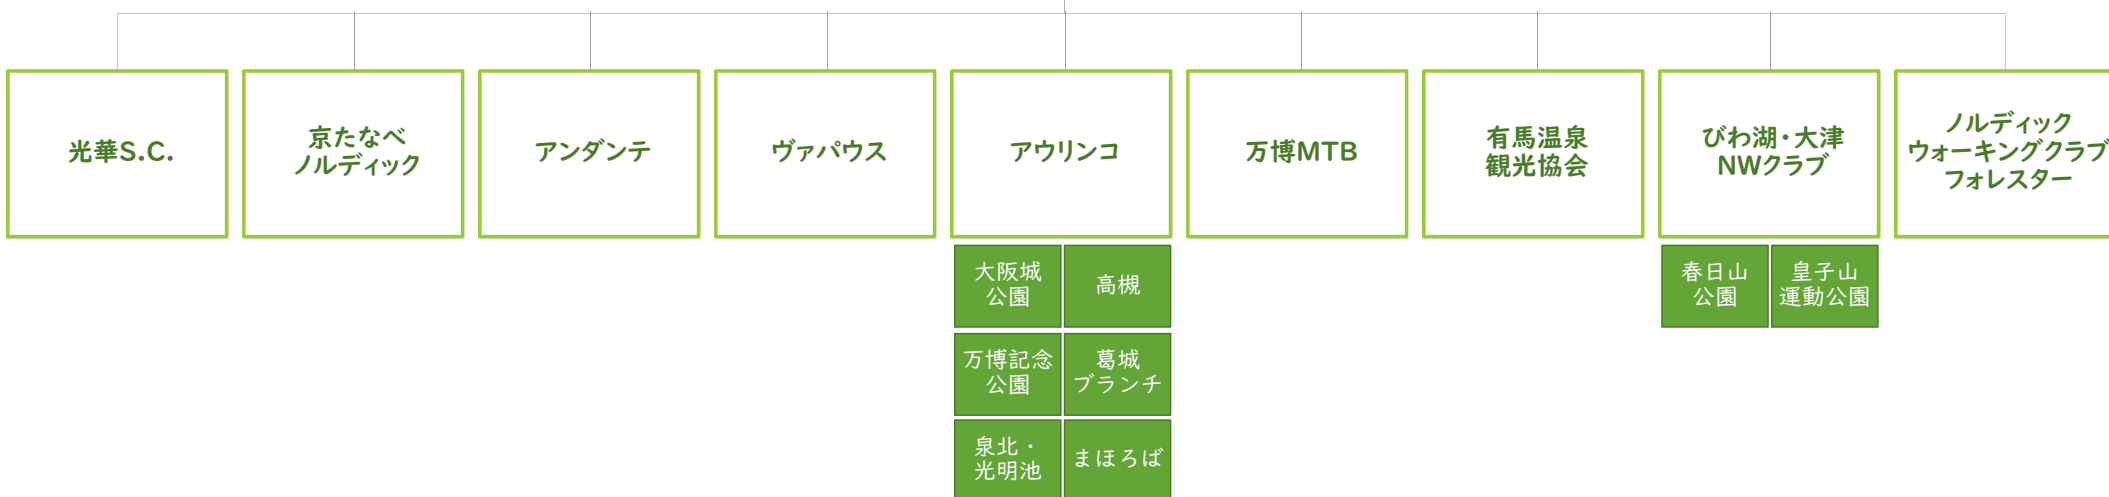 光華S.C.
京たなべ
ノルディック
アンダンテ
ヴァパウス
アウリンコ
万博MTB
有馬温泉
観光協会
びわ湖・大津
NWクラブ
ノルディック
ウォーキングクラブ
フォレスター
大阪城
公園
高槻
万博記念
公園
葛城
ブランチ
泉北・
光明池
まほろば
春日山
公園
皇子山
運動公園